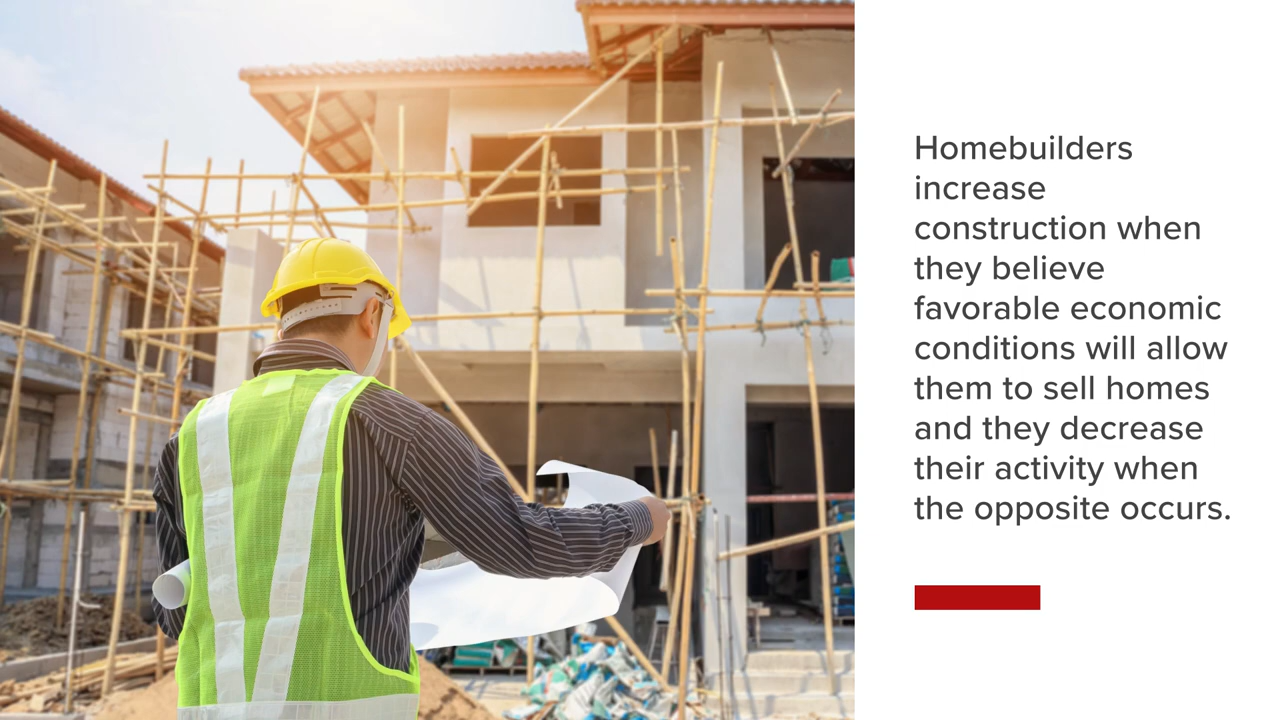 Homebuilders
increase
construction when
they believe
favorable economic
conditions will allow
them to sell homes
and they decrease
their activity when
the opposite occurs.